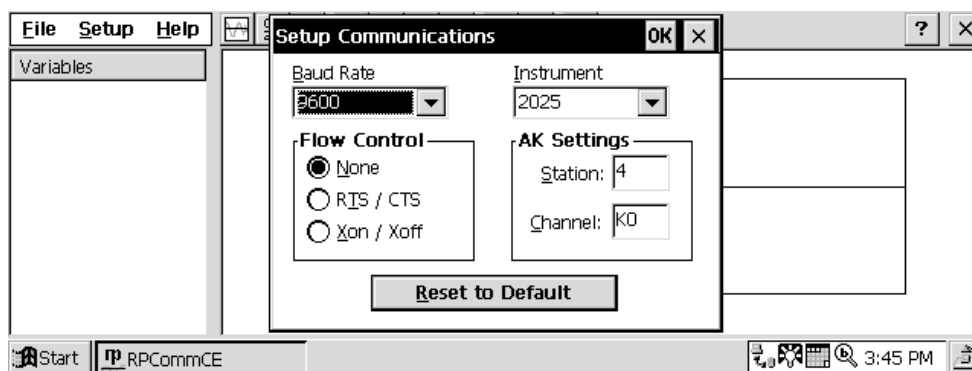 File Setup Help
Setup Communications OK ×
? ×
Variables
Baud Rate
9600
Instrument
2025
Flow Control
None
RTS / CTS
Xon / Xoff
AK Settings
Station: 4
Channel: K0
Reset to Default
Start RPCommCE 3:45 PM